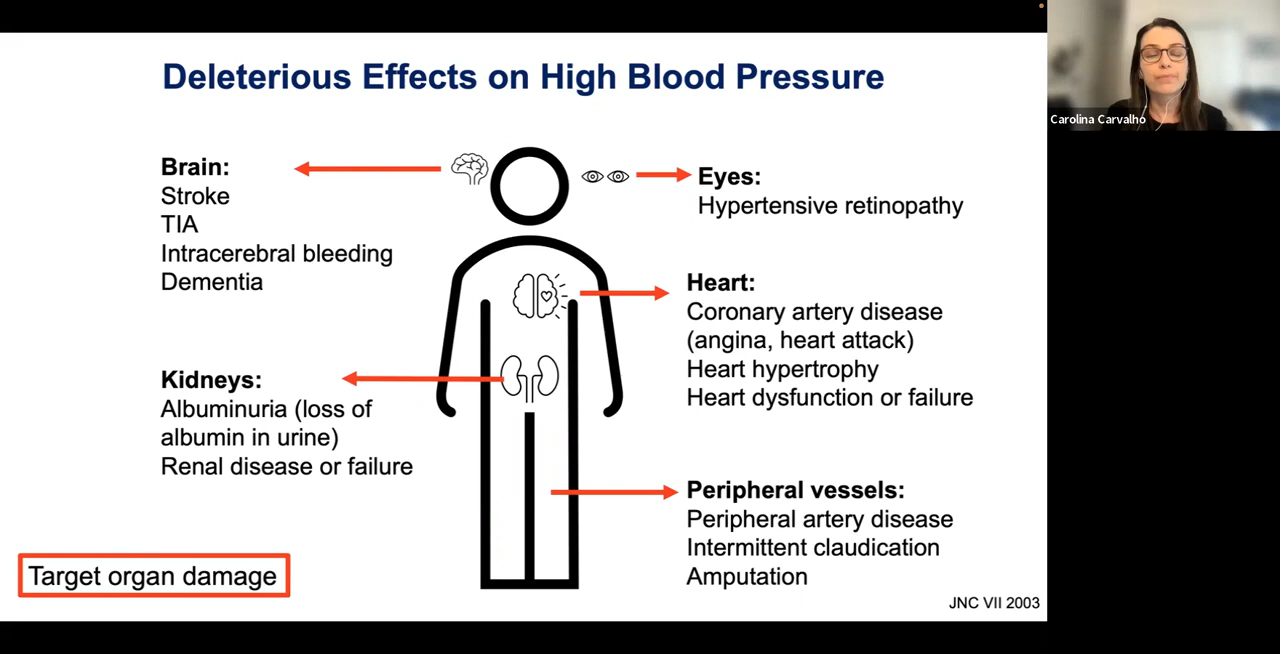 Deleterious Effects on High Blood Pressure
Carolina Carvalho
Brain:
Stroke
TIA
Intracerebral bleeding
Dementia
Eyes:
Hypertensive retinopathy
Heart:
Coronary artery disease
(angina, heart attack)
Heart hypertrophy
Heart dysfunction or failure
Kidneys:
Albuminuria (loss of
albumin in urine)
Renal disease or failure
Peripheral vessels:
Peripheral artery disease
Intermittent claudication
Amputation
Target organ damage
JNC VII 2003